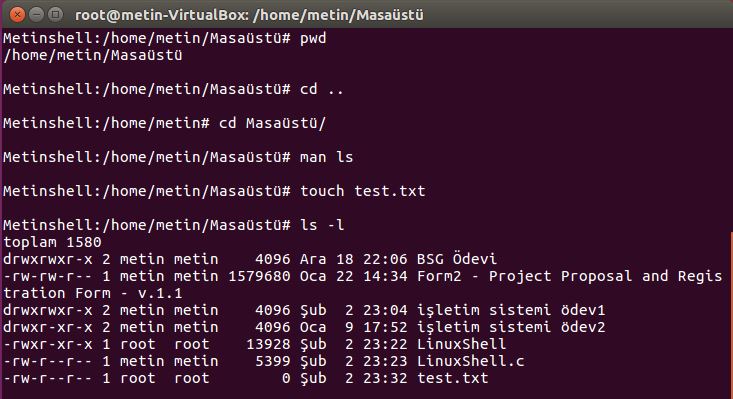 root@metin-VirtualBox: /home/metin/Masaüstü
Metinshell:/home/metin/Masaüstü# pwd
/home/metin/Masaüstü
Metinshell:/home/metin/Masaüstü# cd ..
Metinshell:/home/metin# cd Masaüstü/
Metinshell:/home/metin/Masaüstü# man ls
Metinshell:/home/metin/Masaüstü# touch test.txt
Metinshell:/home/metin/Masaüstü# ls -l
toplam 1580
drwxrwxr-x 2 metin metin    4096 Ara 18 22:06 BSG Ödevi
-rw-rw-r-- 1 metin metin 1579680 Oca 22 14:34 Form2 - Project Proposal and Regis
tration Form - v.1.1
drwxr-xr-x 2 metin metin    4096 Şub  2 23:04 işletim sistemi ödev1
drwxr-xr-x 2 metin metin    4096 Oca  9 17:52 işletim sistemi ödev2
-rwxr-xr-x 1 root  root    13928 Şub  2 23:22 LinuxShell
-rw-r--r-- 1 metin metin    5399 Şub  2 23:23 LinuxShell.c
-rw-r--r-- 1 root  root        0 Şub  2 23:32 test.txt